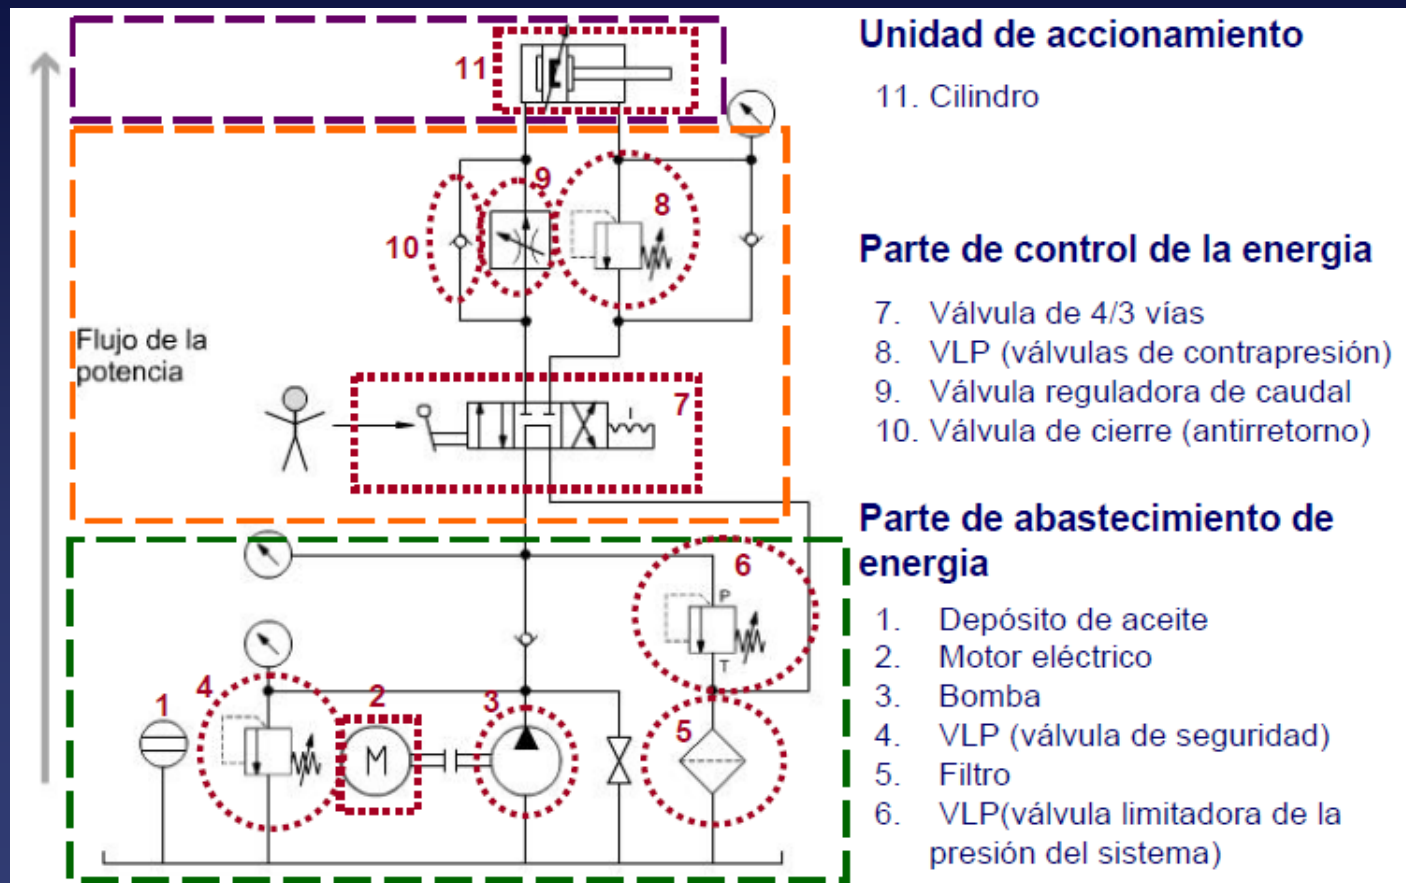 Unidad de accionamiento
11. Cilindro
Parte de control de la energia
7. Válvula de 4/3 vías
8. VLP (válvulas de contrapresión)
9. Válvula reguladora de caudal
10. Válvula de cierre (antirretorno)
Parte de abastecimiento de
energia
1. Depósito de aceite
2. Motor eléctrico
3. Bomba
4. VLP (válvula de seguridad)
5. Filtro
6. VLP(válvula limitadora de la
presión del sistema)
11
9
8
10
Flujo de la
potencia
7
6
P
T
4
2
3
1
5
M